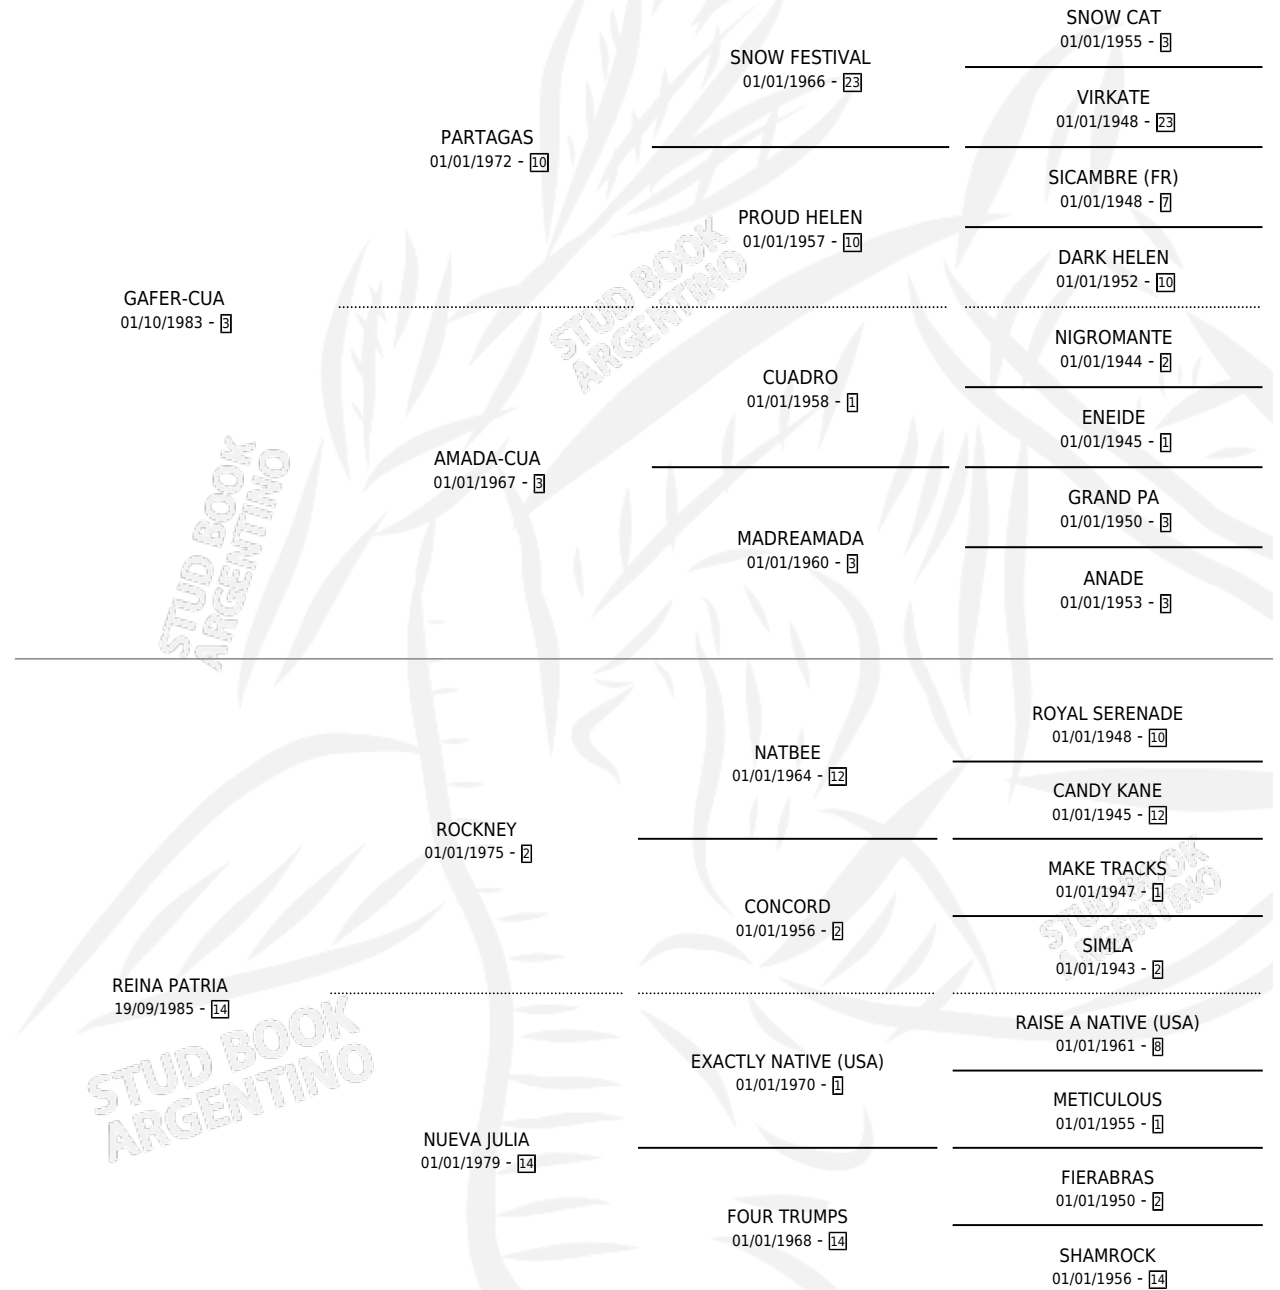 SNOW CAT
01/01/1955 - 3
SNOW FESTIVAL
01/01/1966 - 23
VIRKATE
01/01/1948 - 23
PARTAGAS
01/01/1972 - 10
SICAMBRE (FR)
01/01/1948 - 7
PROUD HELEN
01/01/1957 - 10
DARK HELEN
01/01/1952 - 10
GAFER-CUA
01/10/1983 - 3
NIGROMANTE
01/01/1944 - 2
CUADRO
01/01/1958 - 1
ENEIDE
01/01/1945 - 1
AMADA-CUA
01/01/1967 - 3
GRAND PA
01/01/1950 - 3
MADREAMADA
01/01/1960 - 3
ANADE
01/01/1953 - 3
ROYAL SERENADE
01/01/1948 - 10
NATBEE
01/01/1964 - 12
CANDY KANE
01/01/1945 - 12
ROCKNEY
01/01/1975 - 2
MAKE TRACKS
01/01/1947 - 1
CONCORD
01/01/1956 - 2
SIMLA
01/01/1943 - 2
REINA PATRIA
19/09/1985 - 14
RAISE A NATIVE (USA)
01/01/1961 - 8
EXACTLY NATIVE (USA)
01/01/1970 - 1
METICULOUS
01/01/1955 - 1
NUEVA JULIA
01/01/1979 - 14
FIERABRAS
01/01/1950 - 2
FOUR TRUMPS
01/01/1968 - 14
SHAMROCK
01/01/1956 - 14
STUD BOOK
ARGENTINO
STUD BOOK
ARGENTINO
STUD BOOK
ARGENTINO
STUD BOOK
ARGENTINO